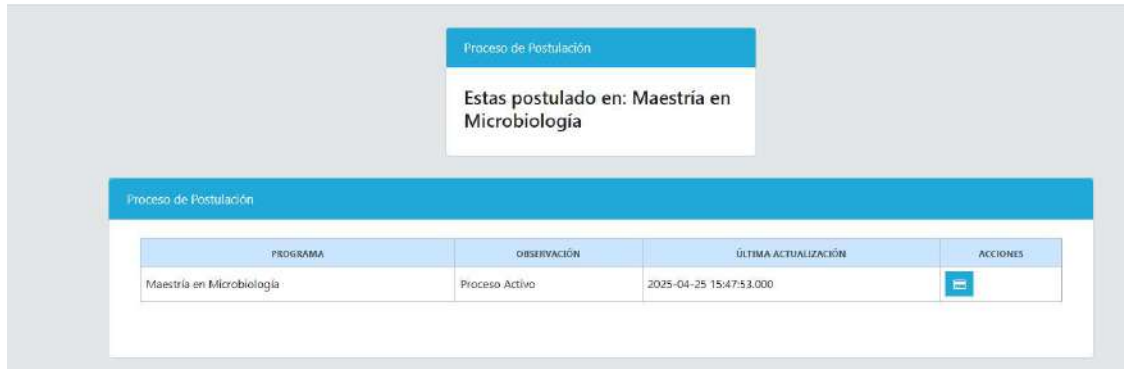 Proceso de Postulación
Estas postulado en: Maestría en
Microbiología
Proceso de Postulación
PROGRAMA OBSERVACIÓN ÚLTIMA ACTUALIZACIÓN ACCIONES
Maestría en Microbiología Proceso Activo 2025-04-25 15:47:53.000